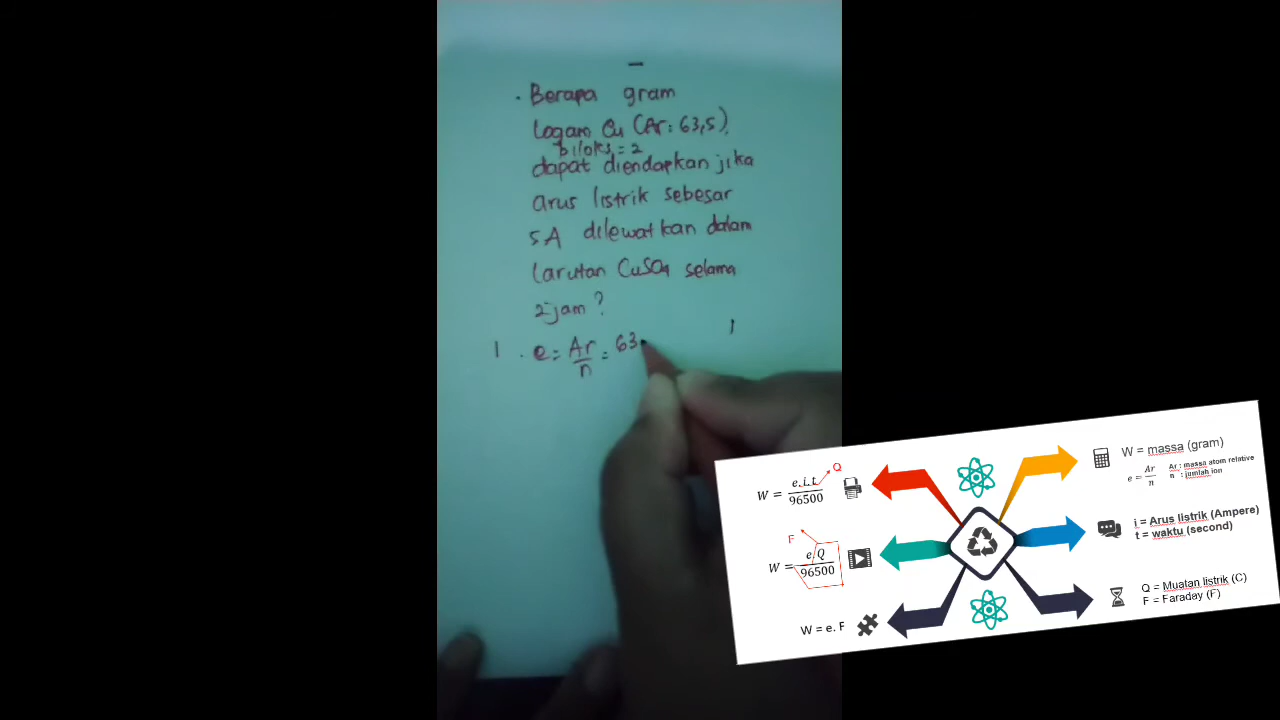 . Berapa gram
logam Cu (Ar: 63,5),
biloks = 2
dapat diendapkan jika
arus listrik sebesar
5A dilewatkan dalam
larutan CuSO4 selama
2 jam ?
1 . e = Ar/n = 63
W = e.i.t/96500
Q
F
W = e Q/96500
W = e. F
W = massa (gram)
e = Ar/n
Ar : massa atom relative
n : jumlah ion
i = Arus listrik (Ampere)
t = waktu (second)
Q = Muatan listrik (C)
F = Faraday (F)